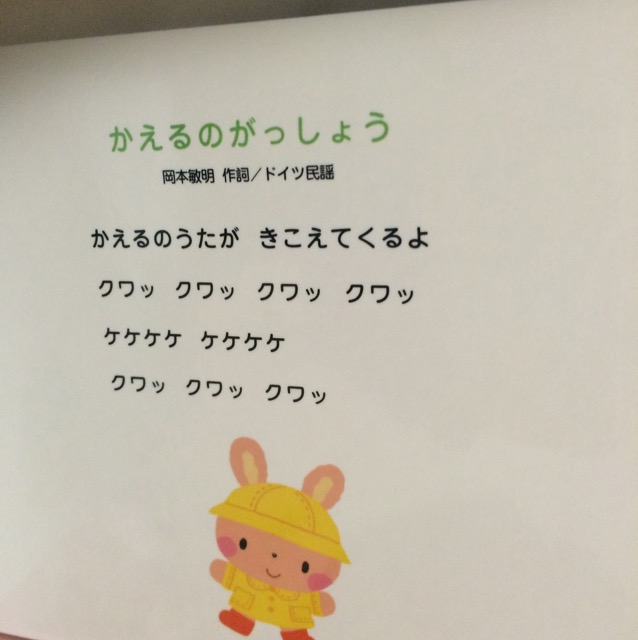 かえるのがっしょう
岡本敏明 作詞／ドイツ民謡
かえるのうたが きこえてくるよ
クワッ クワッ クワッ クワッ
ケケケケ ケケケケ
クワッ クワッ クワッ